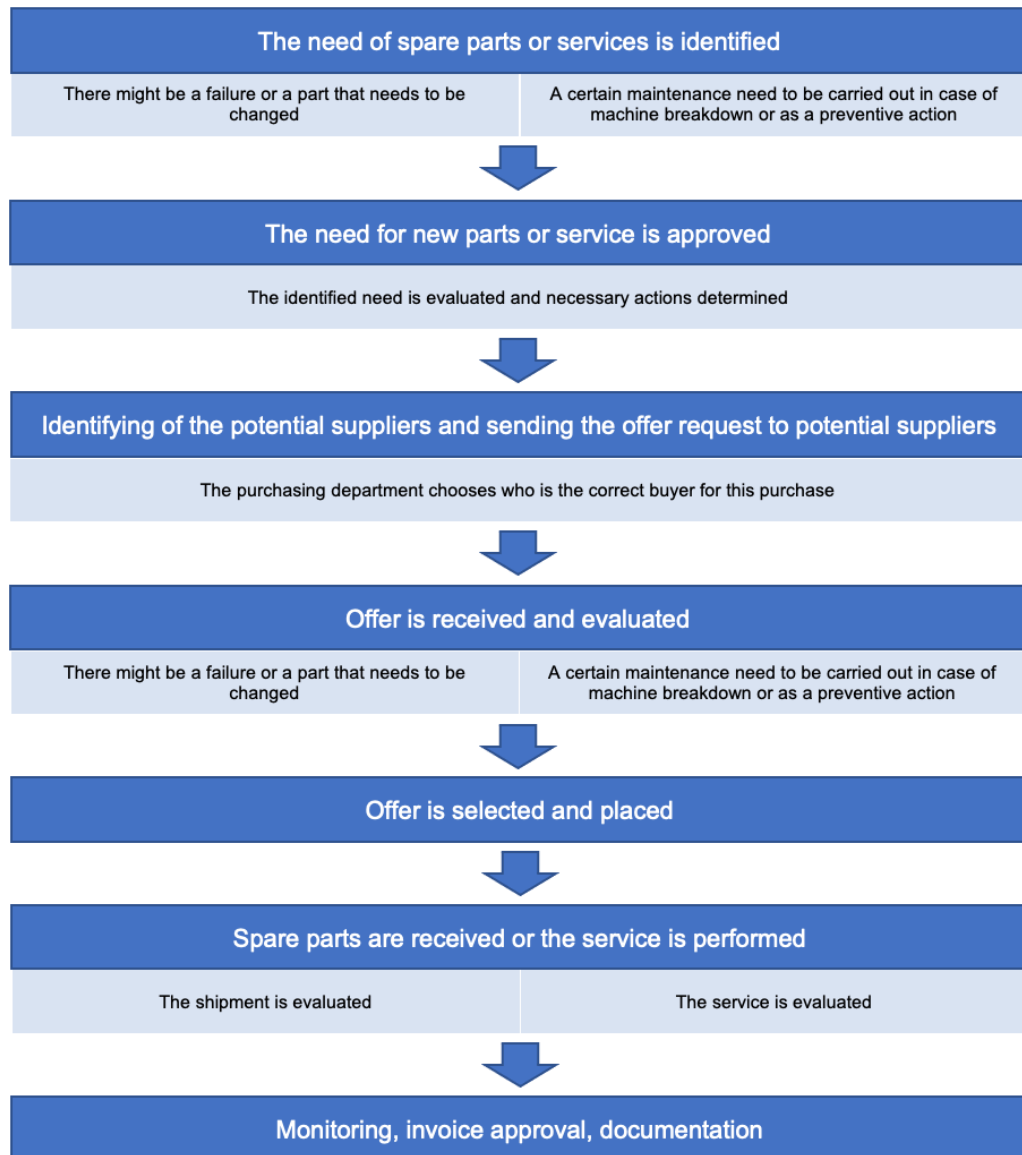 The need of spare parts or services is identified
There might be a failure or a part that needs to be
changed
A certain maintenance need to be carried out in case of
machine breakdown or as a preventive action
The need for new parts or service is approved
The identified need is evaluated and necessary actions determined
Identifying of the potential suppliers and sending the offer request to potential suppliers
The purchasing department chooses who is the correct buyer for this purchase
Offer is received and evaluated
There might be a failure or a part that needs to be
changed
A certain maintenance need to be carried out in case of
machine breakdown or as a preventive action
Offer is selected and placed
Spare parts are received or the service is performed
The shipment is evaluated
The service is evaluated
Monitoring, invoice approval, documentation